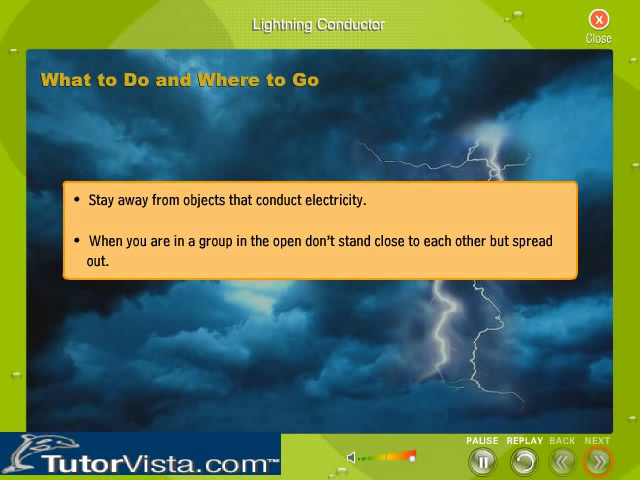 Lightning Conductor
Close
What to Do and Where to Go
• Stay away from objects that conduct electricity.
• When you are in a group in the open don't stand close to each other but spread
out.
PAUSE REPLAY BACK NEXT
TutorVista.com™